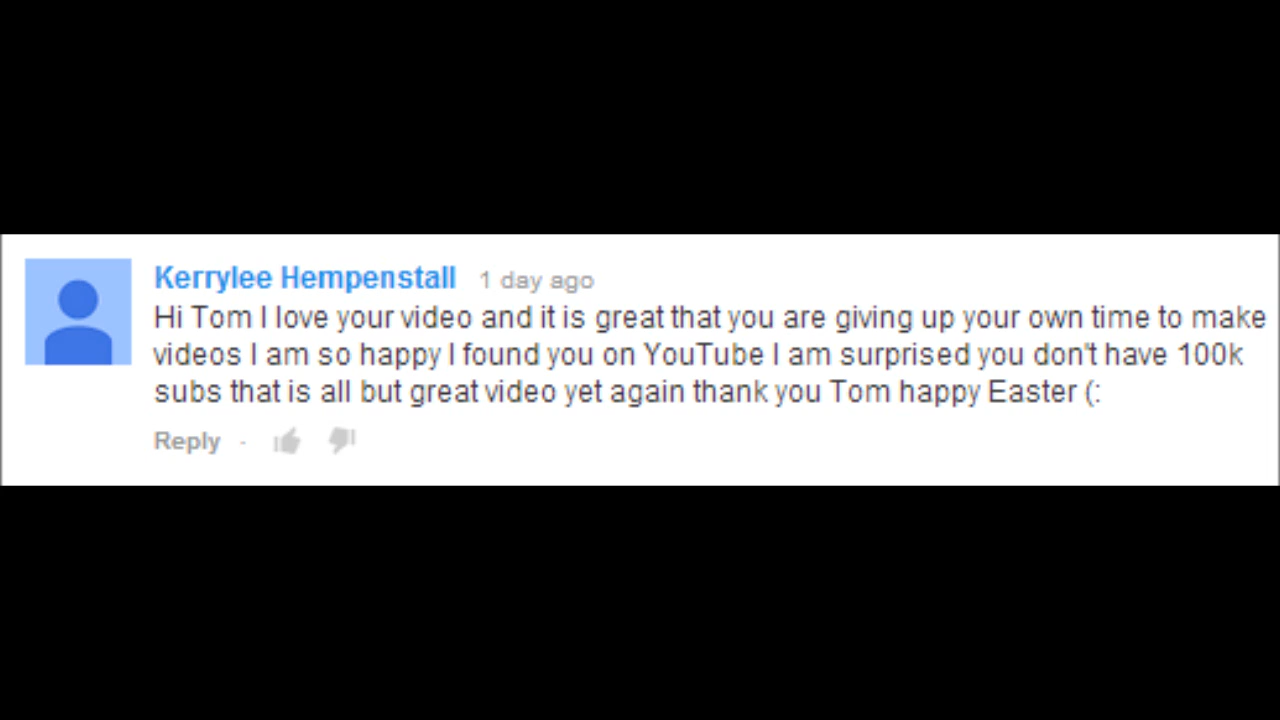 Kerrylee Hempenstall 1 day ago
Hi Tom I love your video and it is great that you are giving up your own time to make
videos I am so happy I found you on YouTube I am surprised you don't have 100k
subs that is all but great video yet again thank you Tom happy Easter (:
Reply -